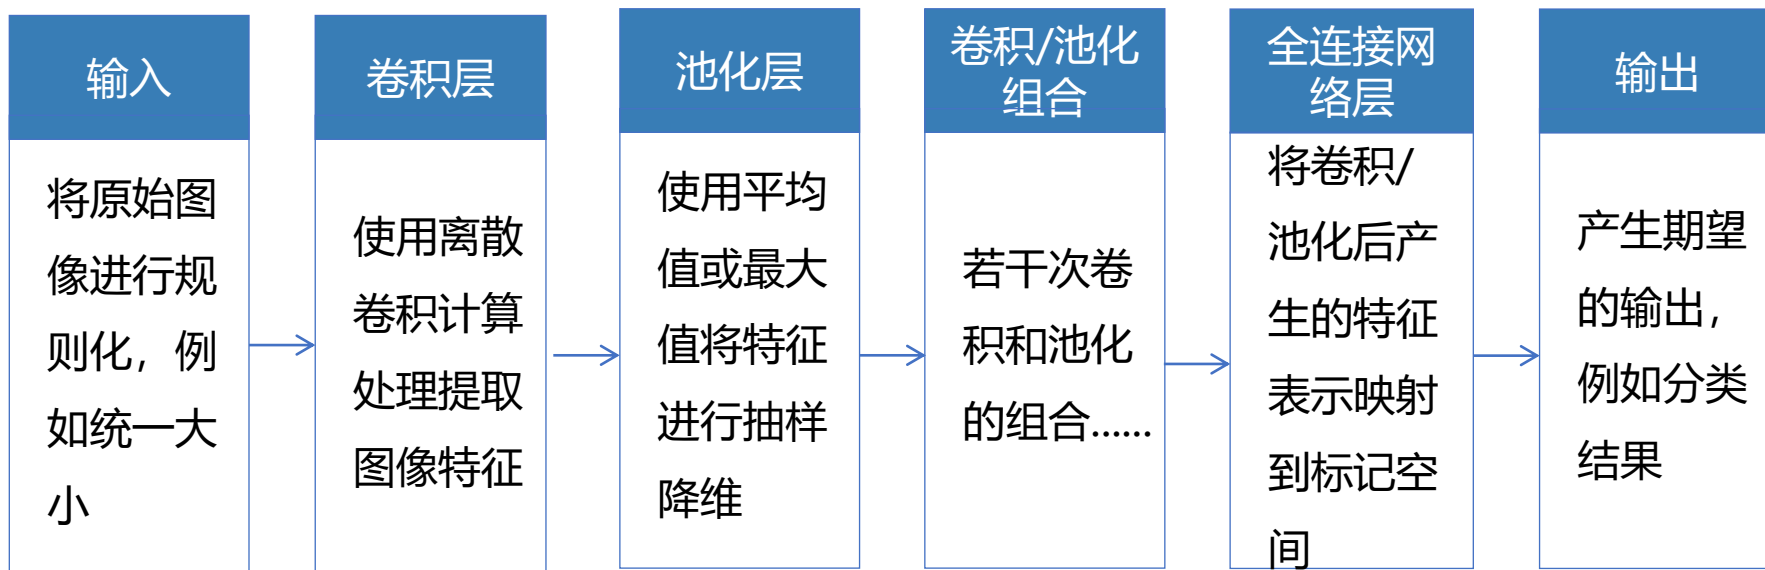 输入
将原始图
像进行规
则化，例
如统一大
小
卷积层
使用离散
卷积计算
处理提取
图像特征
池化层
使用平均
值或最大
值将特征
进行抽样
降维
卷积/池化
组合
若干次卷
积和池化
的组合......
全连接网
络层
将卷积/
池化后产
生的特征
表示映射
到标记空
间
输出
产生期望
的输出，
例如分类
结果